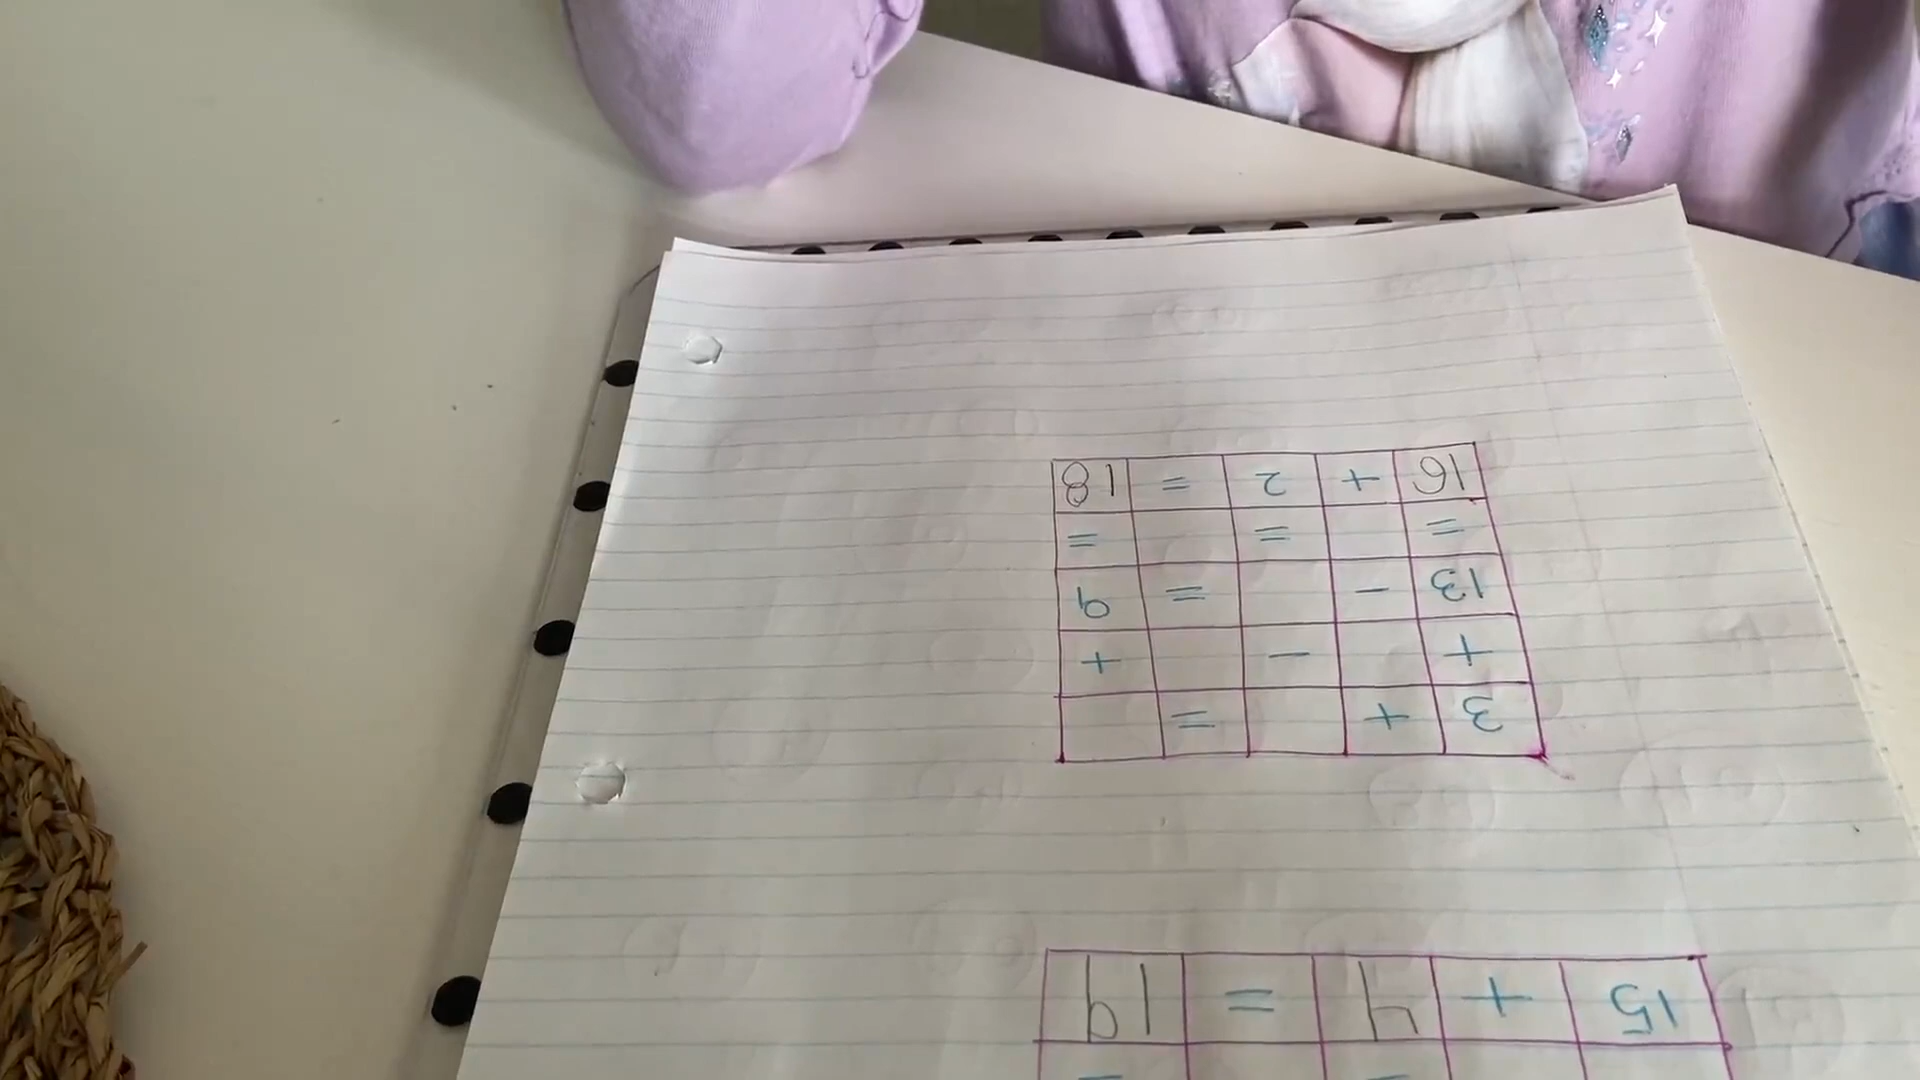 15 + 4 = 19
3 + =
+ - +
13 - = 9
= = =
16 + 2 = 18